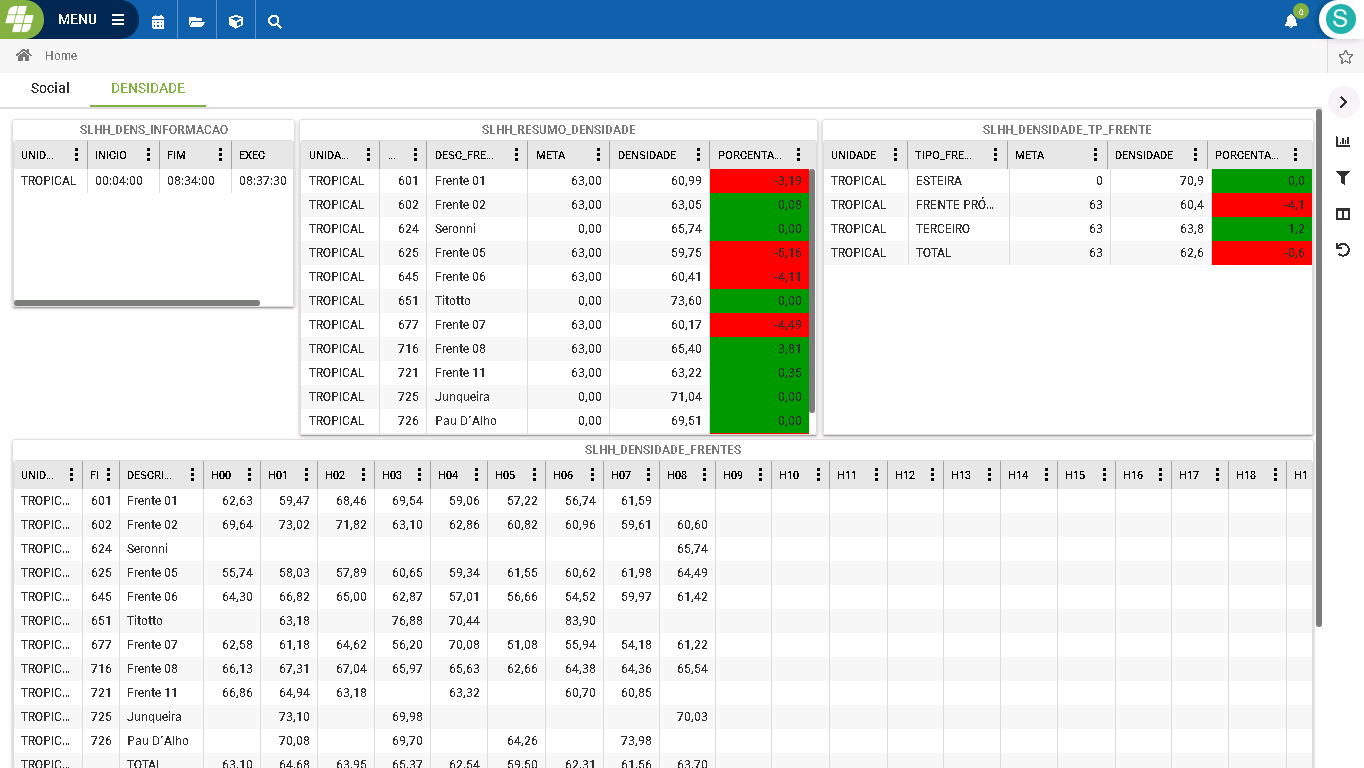 MENU
0
S
Home
Social DENSIDADE
SLHH_DENS_INFORMACAO
UNID... INICIO FIM EXEC
TROPICAL 00:04:00 08:34:00 08:37:30
SLHH_RESUMO_DENSIDADE
UNIDA... ... DESC_FRE... META DENSIDADE PORCENTA...
TROPICAL 601 Frente 01 63,00 60,99 -3,19
TROPICAL 602 Frente 02 63,00 63,05 0,08
TROPICAL 624 Seronni 0,00 65,74 0,00
TROPICAL 625 Frente 05 63,00 59,75 -5,16
TROPICAL 645 Frente 06 63,00 60,41 -4,11
TROPICAL 651 Titotto 0,00 73,60 0,00
TROPICAL 677 Frente 07 63,00 60,17 -4,49
TROPICAL 716 Frente 08 63,00 65,40 3,81
TROPICAL 721 Frente 11 63,00 63,22 0,35
TROPICAL 725 Junqueira 0,00 71,04 0,00
TROPICAL 726 Pau D´Alho 0,00 69,51 0,00
SLHH_DENSIDADE_TP_FRENTE
UNIDADE TIPO_FRE... META DENSIDADE PORCENTA...
TROPICAL ESTEIRA 0 70,9 0,0
TROPICAL FRENTE PRÓ... 63 60,4 -4,1
TROPICAL TERCEIRO 63 63,8 1,2
TROPICAL TOTAL 63 62,6 -0,6
SLHH_DENSIDADE_FRENTES
UNID... FI DESCRI... H00 H01 H02 H03 H04 H05 H06 H07 H08 H09 H10 H11 H12 H13 H14 H15 H16 H17 H18 H1
TROPIC... 601 Frente 01 62,63 59,47 68,46 69,54 59,06 57,22 56,74 61,59
TROPIC... 602 Frente 02 69,64 73,02 71,82 63,10 62,86 60,82 60,96 59,61 60,60
TROPIC... 624 Seronni 65,74
TROPIC... 625 Frente 05 55,74 58,03 57,89 60,65 59,34 61,55 60,62 61,98 64,49
TROPIC... 645 Frente 06 64,30 66,82 65,00 62,87 57,01 56,66 54,52 59,97 61,42
TROPIC... 651 Titotto 63,18 76,88 70,44 83,90
TROPIC... 677 Frente 07 62,58 61,18 64,62 56,20 70,08 51,08 55,94 54,18 61,22
TROPIC... 716 Frente 08 66,13 67,31 67,04 65,97 65,63 62,66 64,38 64,36 65,54
TROPIC... 721 Frente 11 66,86 64,94 63,18 63,32 60,70 60,85
TROPIC... 725 Junqueira 73,10 69,98 70,03
TROPIC... 726 Pau D´Alho 70,08 69,70 64,26 73,98
TROPIC... TOTAL 63,10 64,68 63,95 65,37 62,54 59,50 62,31 61,56 63,70